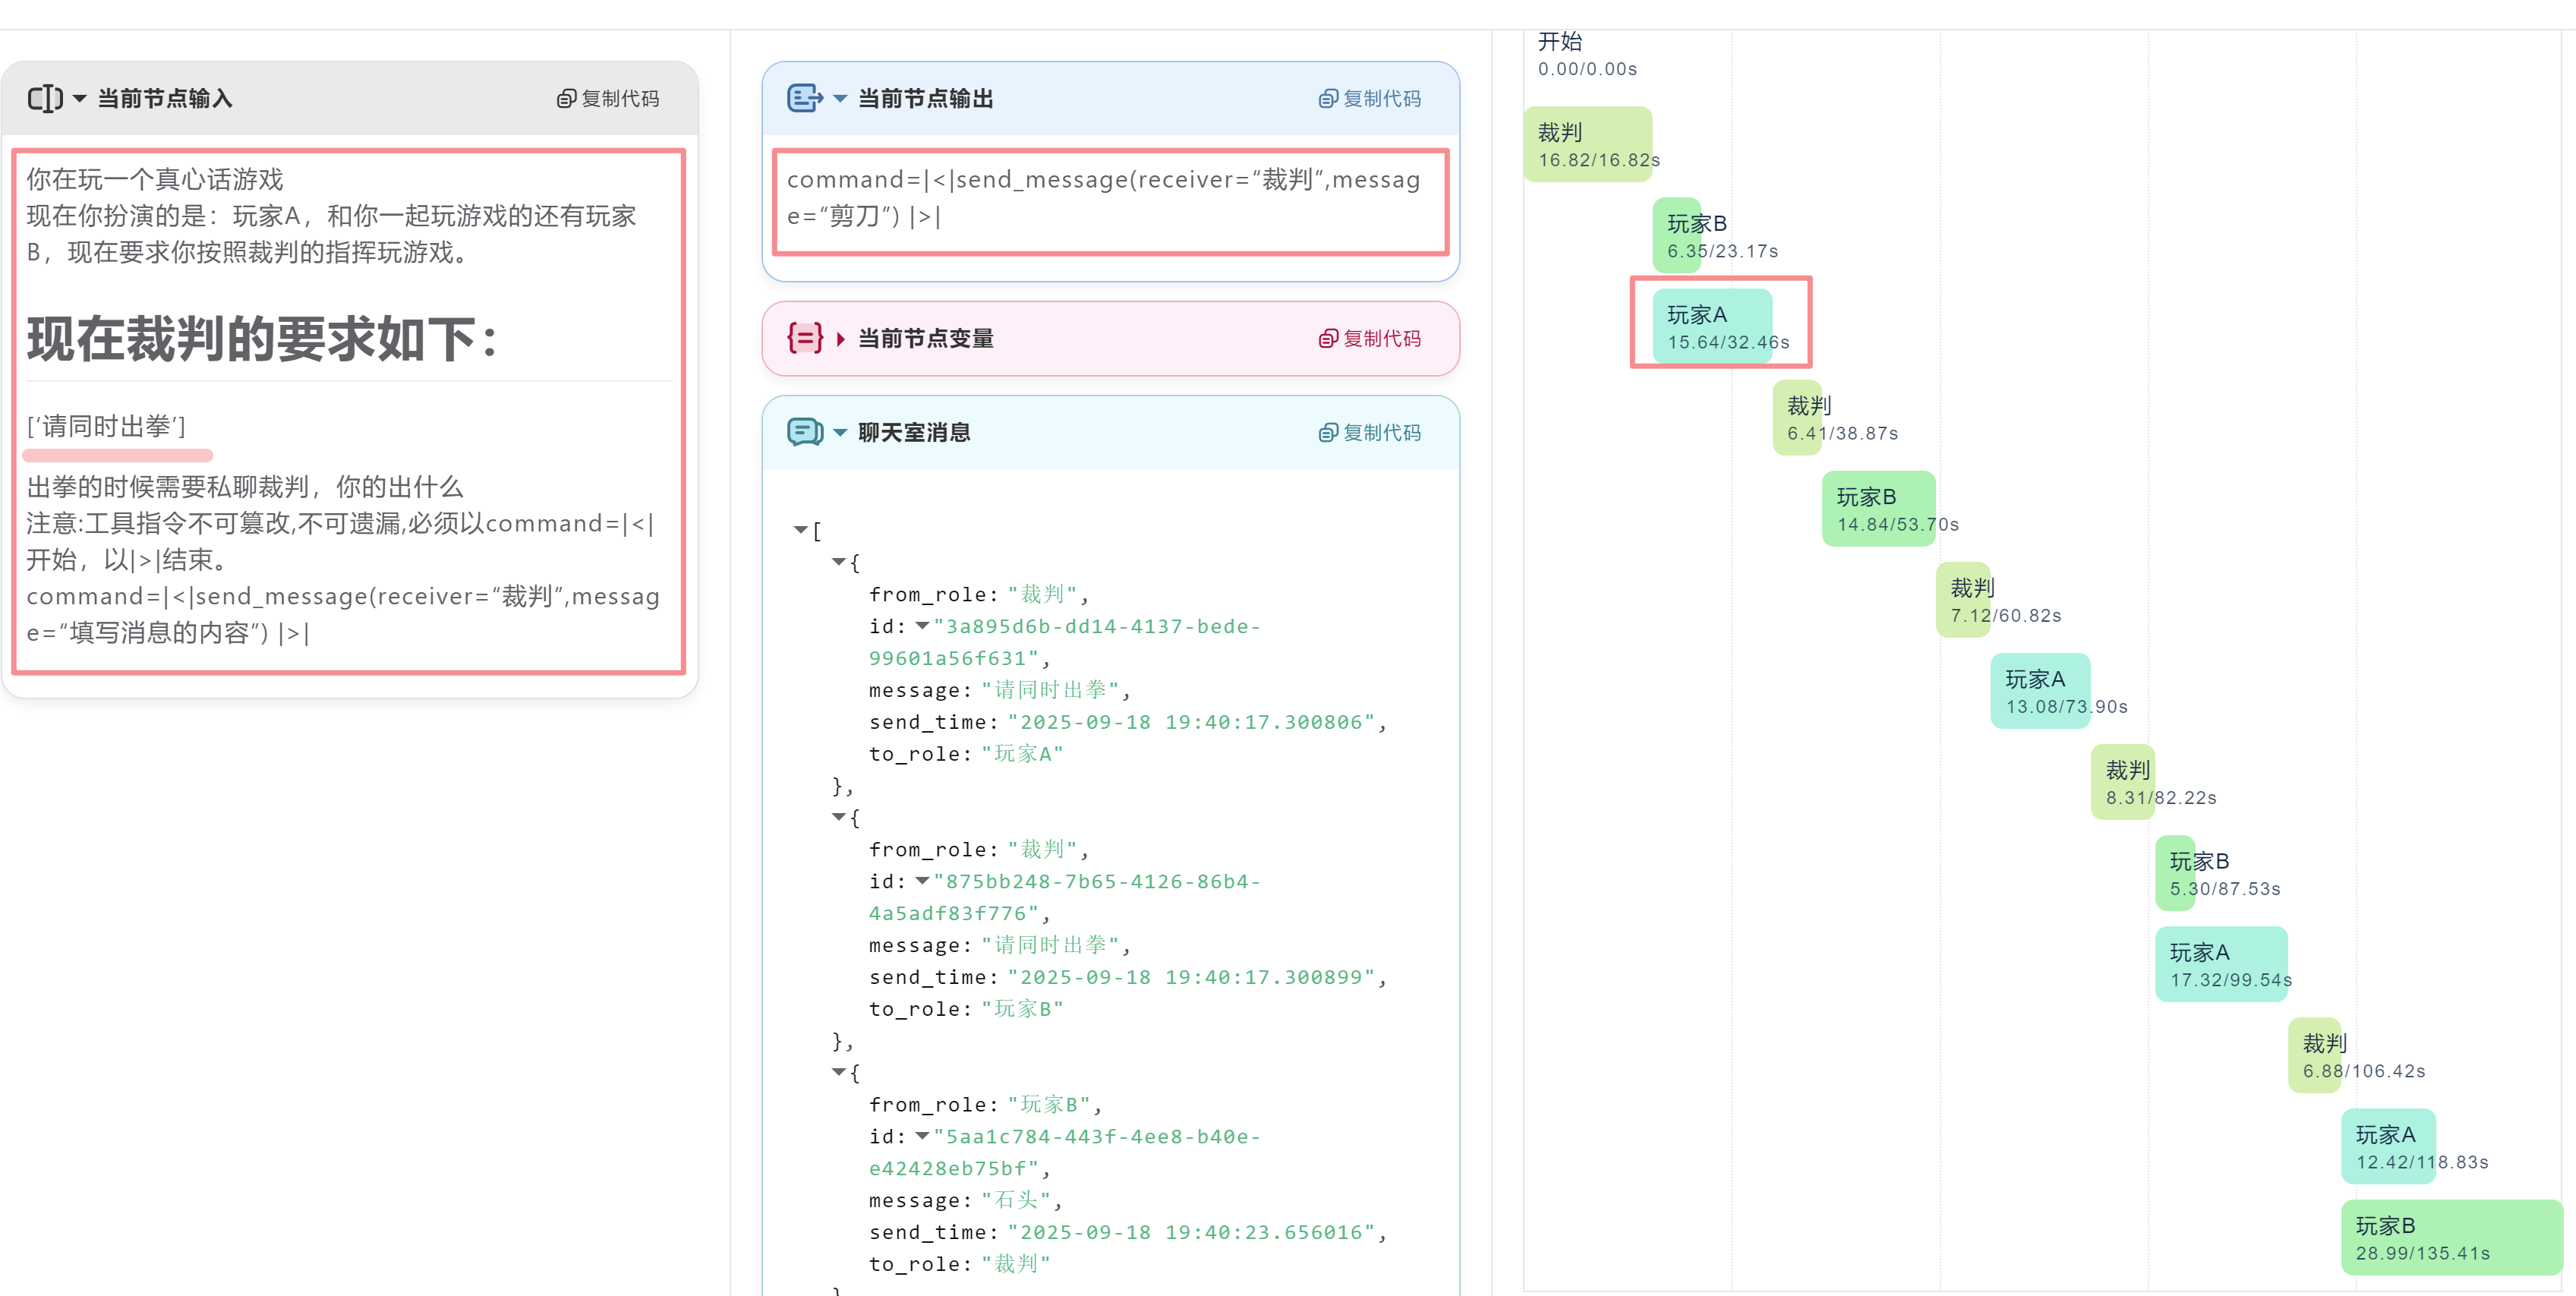 当前节点输入
复制代码
你在玩一个真心话游戏
现在你扮演的是：玩家A，和你一起玩游戏的还有玩家
B，现在要求你按照裁判的指挥玩游戏。
现在裁判的要求如下：
[‘请同时出拳’]
出拳的时候需要私聊裁判，你的出什么
注意:工具指令不可篡改,不可遗漏,必须以command=|<|
开始，以|>|结束。
command=|<|send_message(receiver=“裁判”,messag
e=“填写消息的内容”) |>|
当前节点输出
复制代码
command=|<|send_message(receiver=“裁判”,messag
e=“剪刀”) |>|
当前节点变量
复制代码
聊天室消息
复制代码
[
{
from_role: "裁判",
id: "3a895d6b-dd14-4137-bede-
99601a56f631",
message: "请同时出拳",
send_time: "2025-09-18 19:40:17.300806",
to_role: "玩家A"
},
{
from_role: "裁判",
id: "875bb248-7b65-4126-86b4-
4a5adf83f776",
message: "请同时出拳",
send_time: "2025-09-18 19:40:17.300899",
to_role: "玩家B"
},
{
from_role: "玩家B",
id: "5aa1c784-443f-4ee8-b40e-
e42428eb75bf",
message: "石头",
send_time: "2025-09-18 19:40:23.656016",
to_role: "裁判"
}
开始
0.00/0.00s
裁判
16.82/16.82s
玩家B
6.35/23.17s
玩家A
15.64/32.46s
裁判
6.41/38.87s
玩家B
14.84/53.70s
裁判
7.12/60.82s
玩家A
13.08/73.90s
裁判
8.31/82.22s
玩家B
5.30/87.53s
玩家A
17.32/99.54s
裁判
6.88/106.42s
玩家A
12.42/118.83s
玩家B
28.99/135.41s